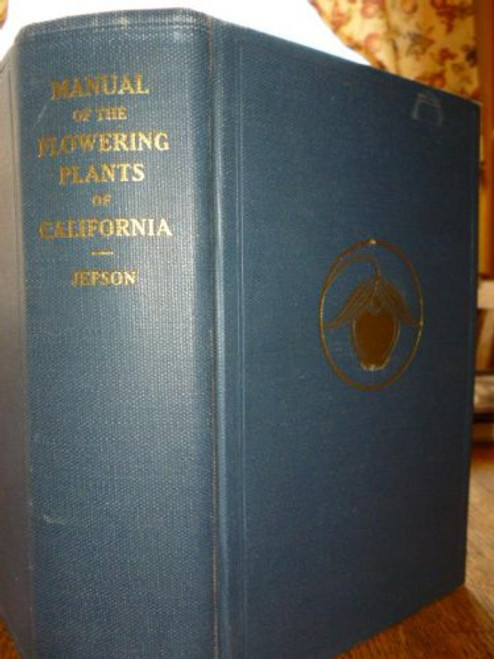 MANUAL
OF THE
FLOWERING
PLANTS
OF
CALIFORNIA
JEPSON